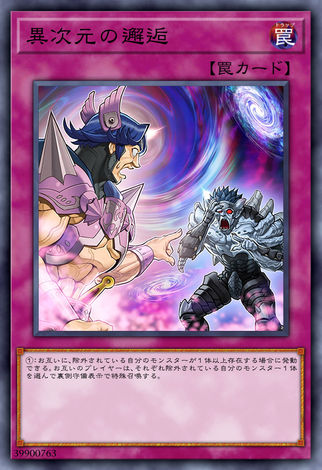 異次元の邂逅
トラップ
罠
【罠カード】
①：お互いに、除外されている自分のモンスターが１体以上存在する場合に発動
できる。お互いのプレイヤーは、それぞれ除外されている自分のモンスター１体
を選んで裏側守備表示で特殊召喚する。
39900763